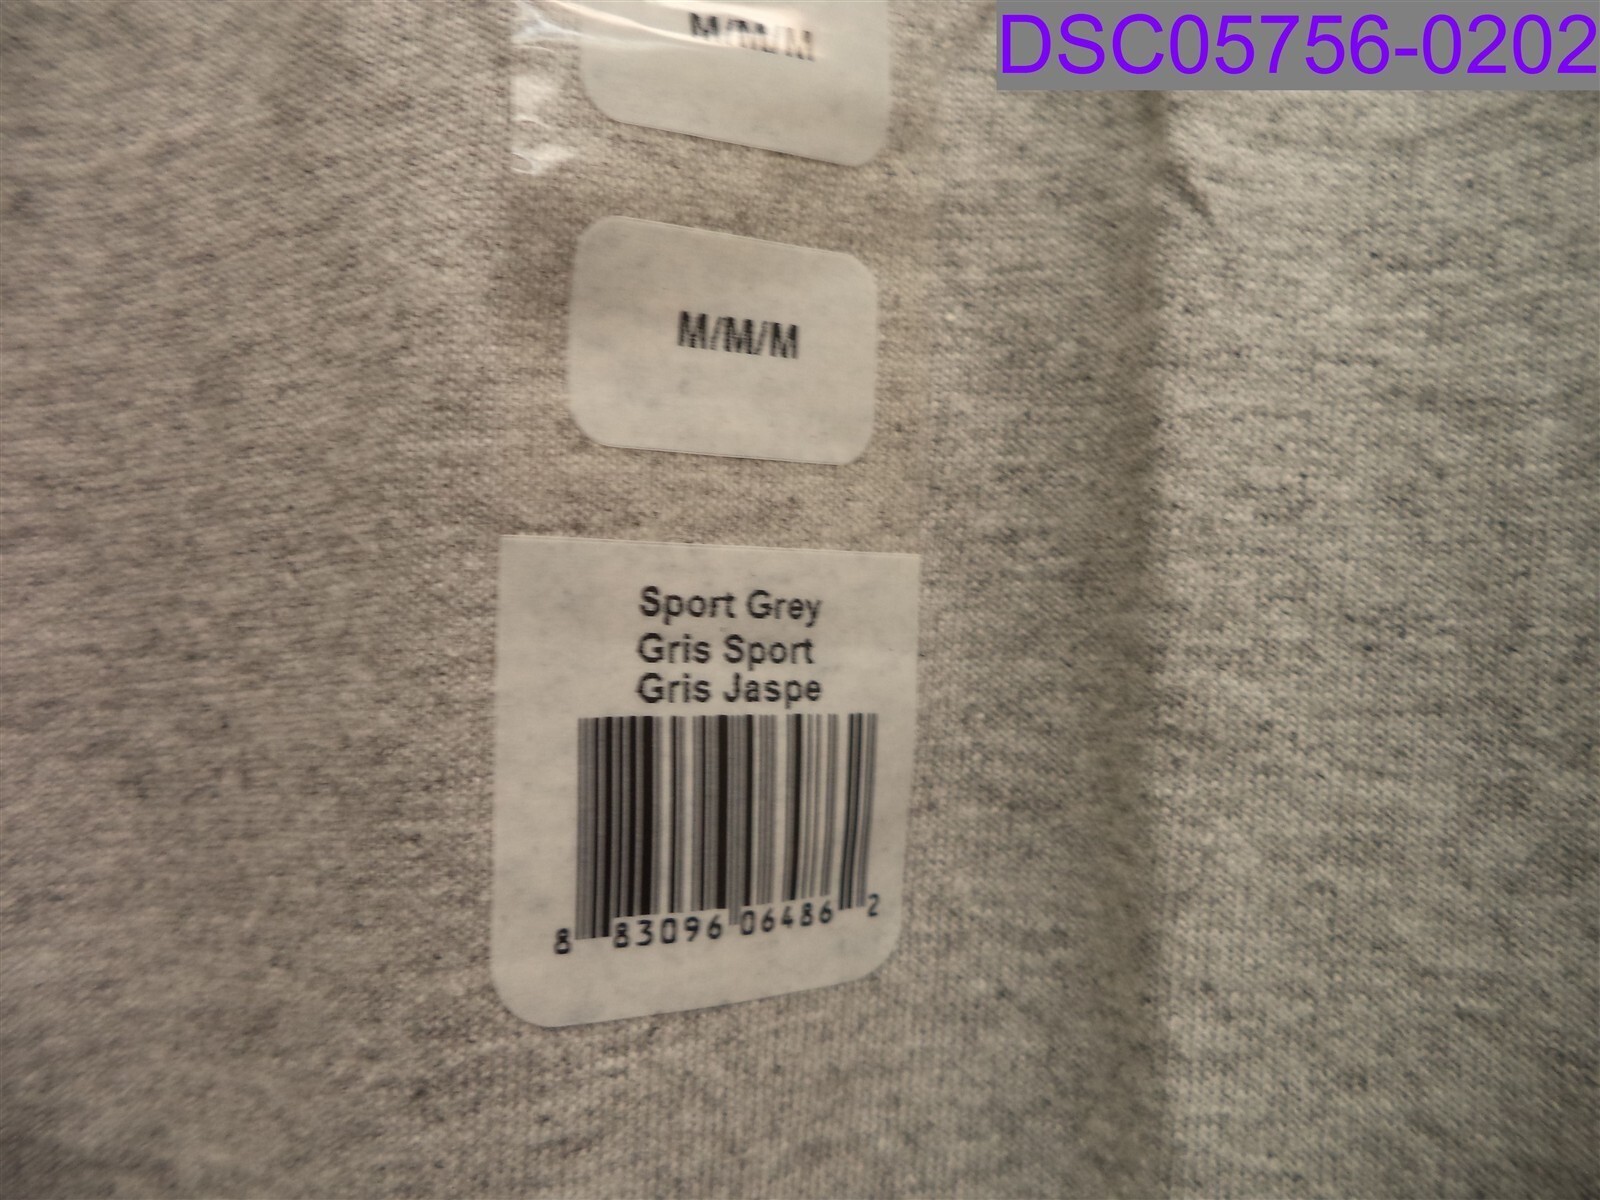 DSC05756-0202
M/M/M
M/M/M
Sport Grey
Gris Sport
Gris Jaspe
8 83096 06486 2